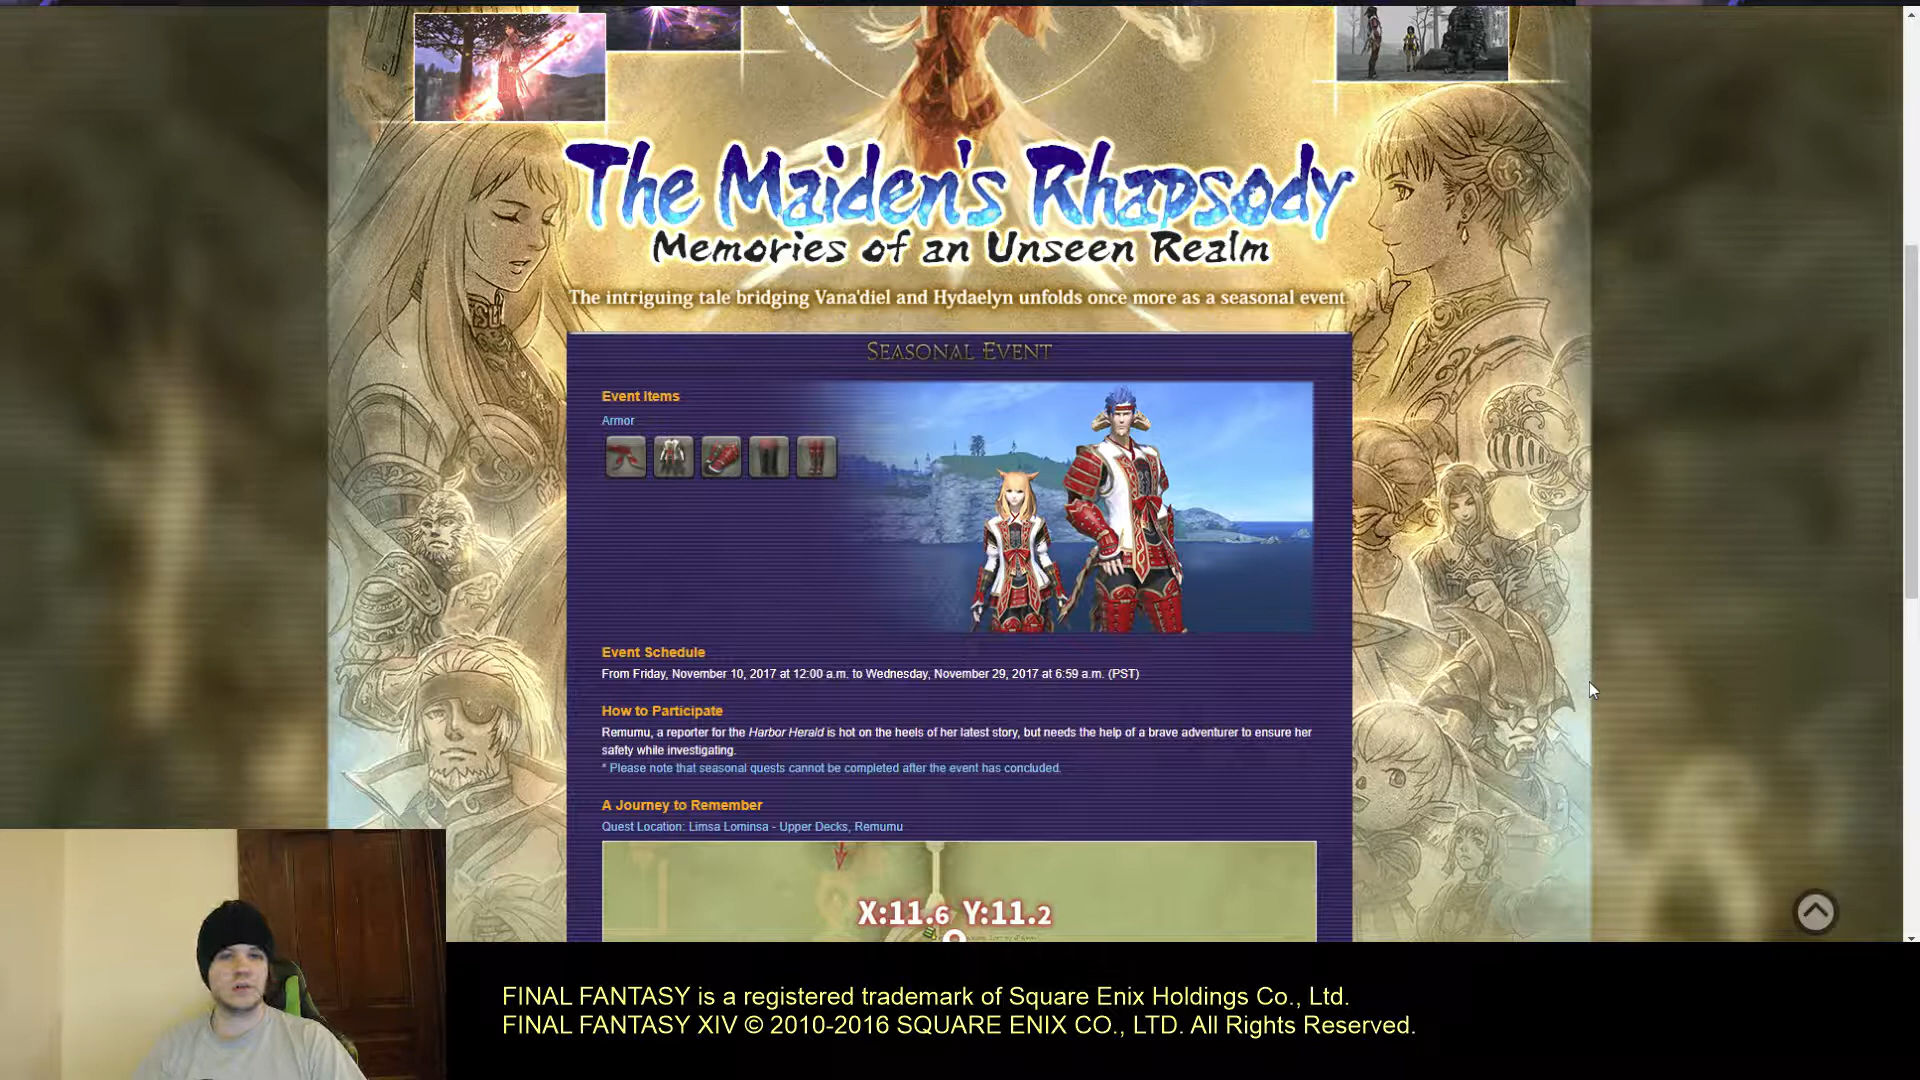 The Maiden's Rhapsody
Memories of an Unseen Realm
The intriguing tale bridging Vana'diel and Hydaelyn unfolds once more as a seasonal event.
Seasonal Event
Event Items
Armor
Event Schedule
From Friday, November 10, 2017 at 12:00 a.m. to Wednesday, November 29, 2017 at 6:59 a.m. (PST)
How to Participate
Remumu, a reporter for the Harbor Herald is hot on the heels of her latest story, but needs the help of a brave adventurer to ensure her
safety while investigating.
* Please note that seasonal quests cannot be completed after the event has concluded.
A Journey to Remember
Quest Location: Limsa Lominsa - Upper Decks, Remumu
X:11.6 Y:11.2
FINAL FANTASY is a registered trademark of Square Enix Holdings Co., Ltd.
FINAL FANTASY XIV © 2010-2016 SQUARE ENIX CO., LTD. All Rights Reserved.